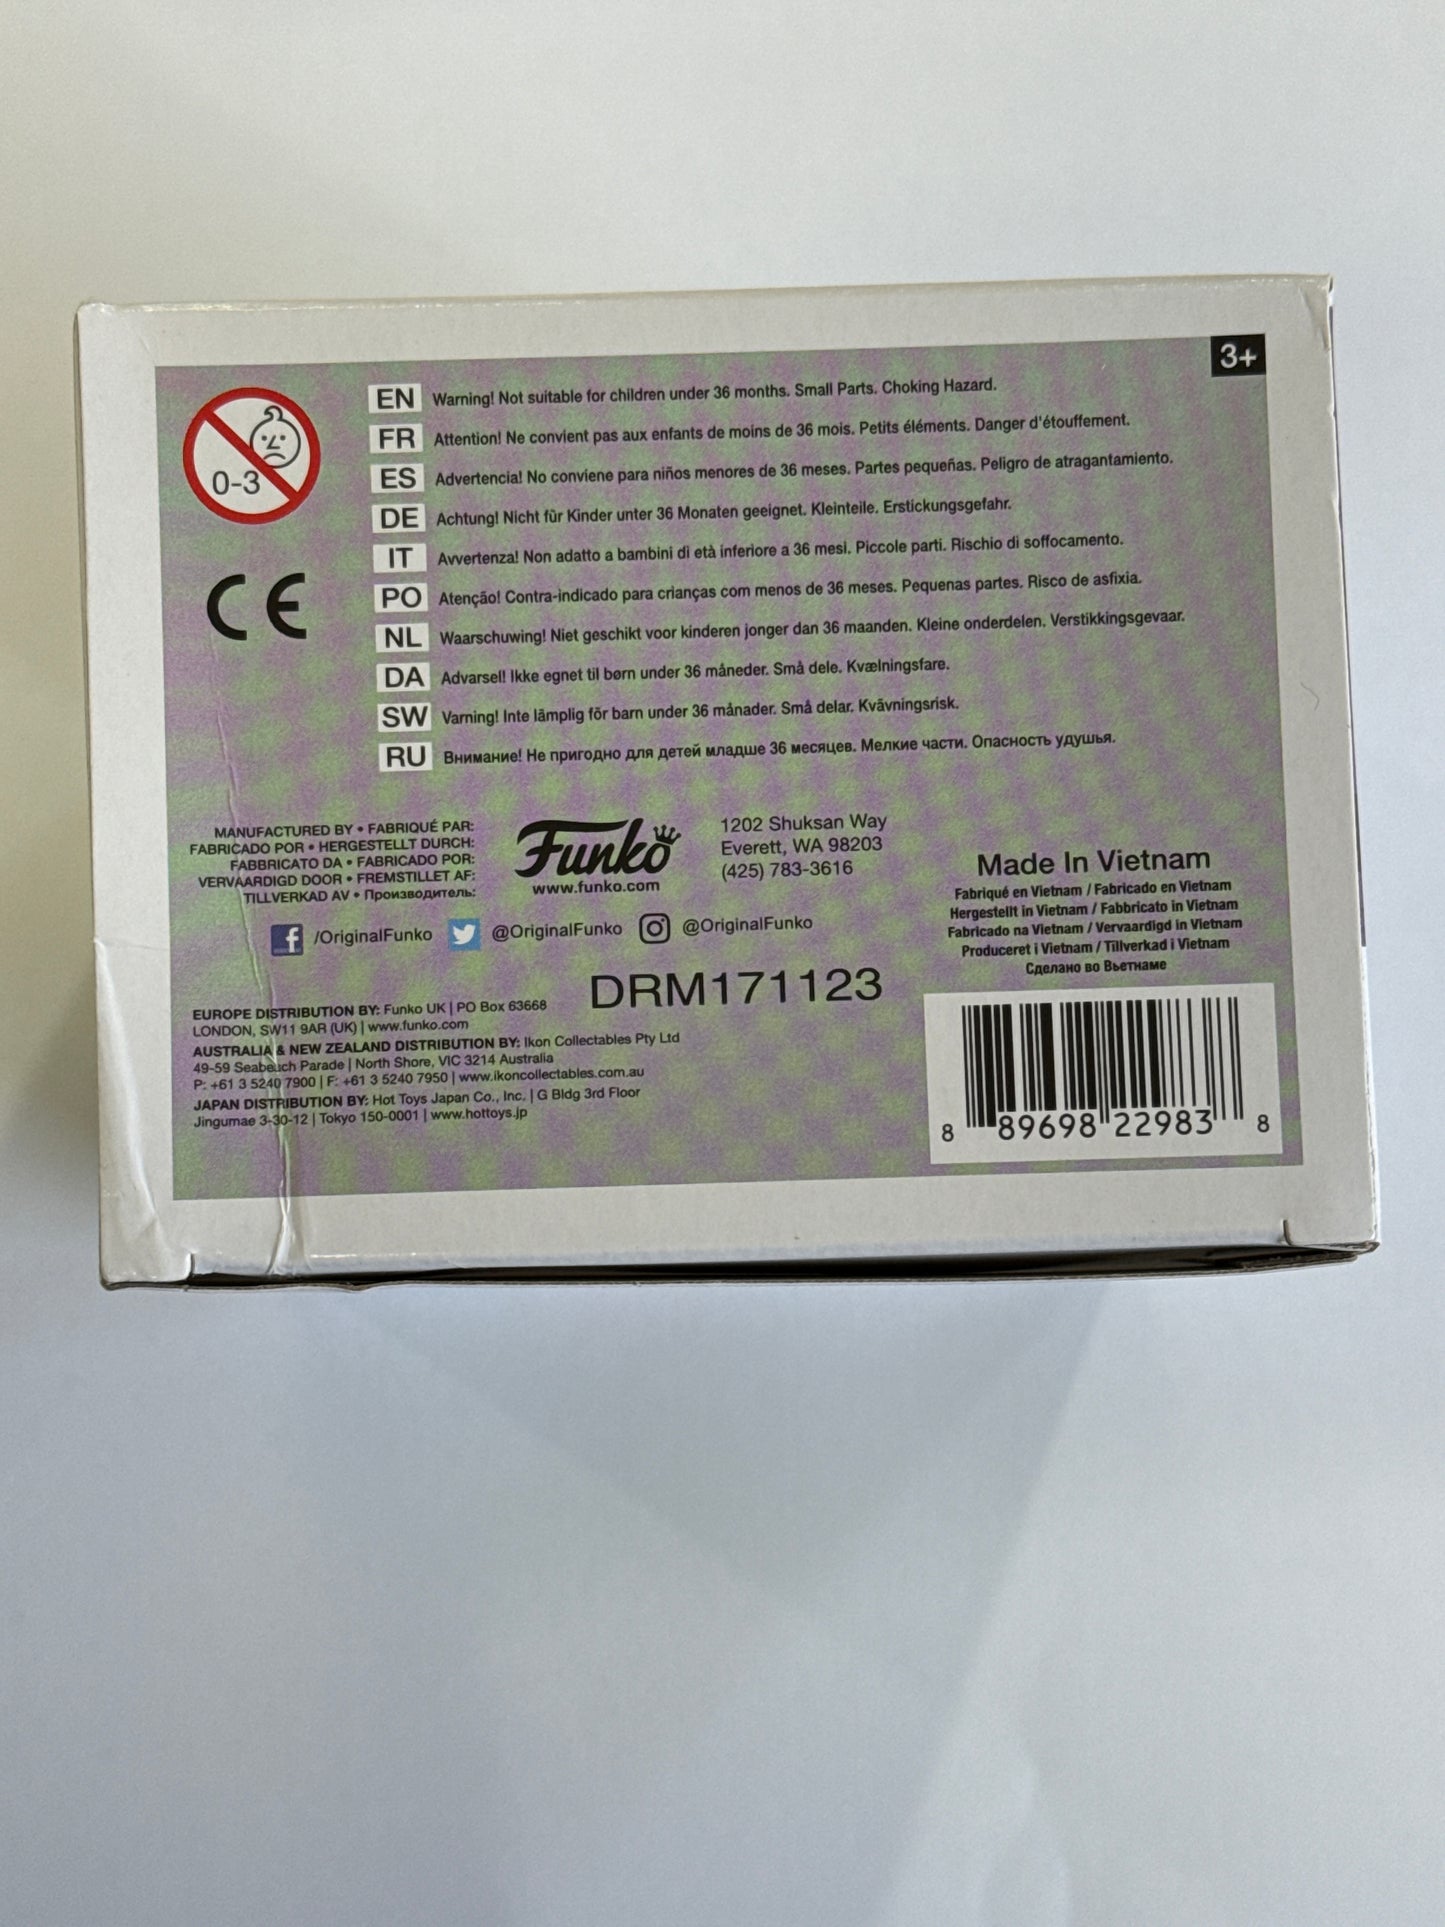 3+
0-3
EN Warning! Not suitable for children under 36 months. Small Parts. Choking Hazard.
FR Attention! Ne convient pas aux enfants de moins de 36 mois. Petits éléments. Danger d'étouffement.
ES Advertencia! No conviene para niños menores de 36 meses. Partes pequeñas. Peligro de atragantamiento.
DE Achtung! Nicht für Kinder unter 36 Monaten geeignet. Kleinteile. Erstickungsgefahr.
IT Avvertenza! Non adatto a bambini di età inferiore a 36 mesi. Piccole parti. Rischio di soffocamento.
PO Atenção! Contra-indicado para crianças com menos de 36 meses. Pequenas partes. Risco de asfixia.
NL Waarschuwing! Niet geschikt voor kinderen jonger dan 36 maanden. Kleine onderdelen. Verstikkingsgevaar.
DA Advarsel! Ikke egnet til børn under 36 måneder. Små dele. Kvælningsfare.
SW Varning! Inte lämplig för barn under 36 månader. Små delar. Kvävningsrisk.
RU Внимание! Не пригодно для детей младше 36 месяцев. Мелкие части. Опасность удушья.
CE
MANUFACTURED BY • FABRIQUÉ PAR:
FABRICADO POR • HERGESTELLT DURCH:
FABBRICATO DA • FABRICADO POR:
VERVAARDIGD DOOR • FREMSTILLET AF:
TILLVERKAD AV • Производитель:
Funko
www.funko.com
1202 Shuksan Way
Everett, WA 98203
(425) 783-3616
/OriginalFunko @OriginalFunko @OriginalFunko
Made In Vietnam
Fabriqué en Vietnam / Fabricado en Vietnam
Hergestellt in Vietnam / Fabbricato in Vietnam
Fabricado na Vietnam / Vervaardigd in Vietnam
Produceret i Vietnam / Tillverkad i Vietnam
Сделано во Вьетнаме
DRM171123
EUROPE DISTRIBUTION BY: Funko UK | PO Box 63668
LONDON, SW11 9AR (UK) | www.funko.com
AUSTRALIA & NEW ZEALAND DISTRIBUTION BY: Ikon Collectables Pty Ltd
49-59 Seabeach Parade | North Shore, VIC 3214 Australia
P: +61 3 5240 7900 | F: +61 3 5240 7950 | www.ikoncollectables.com.au
JAPAN DISTRIBUTION BY: Hot Toys Japan Co., Inc. | G Bldg 3rd Floor
Jingumae 3-30-12 | Tokyo 150-0001 | www.hottoys.jp
8 89698 22983 8